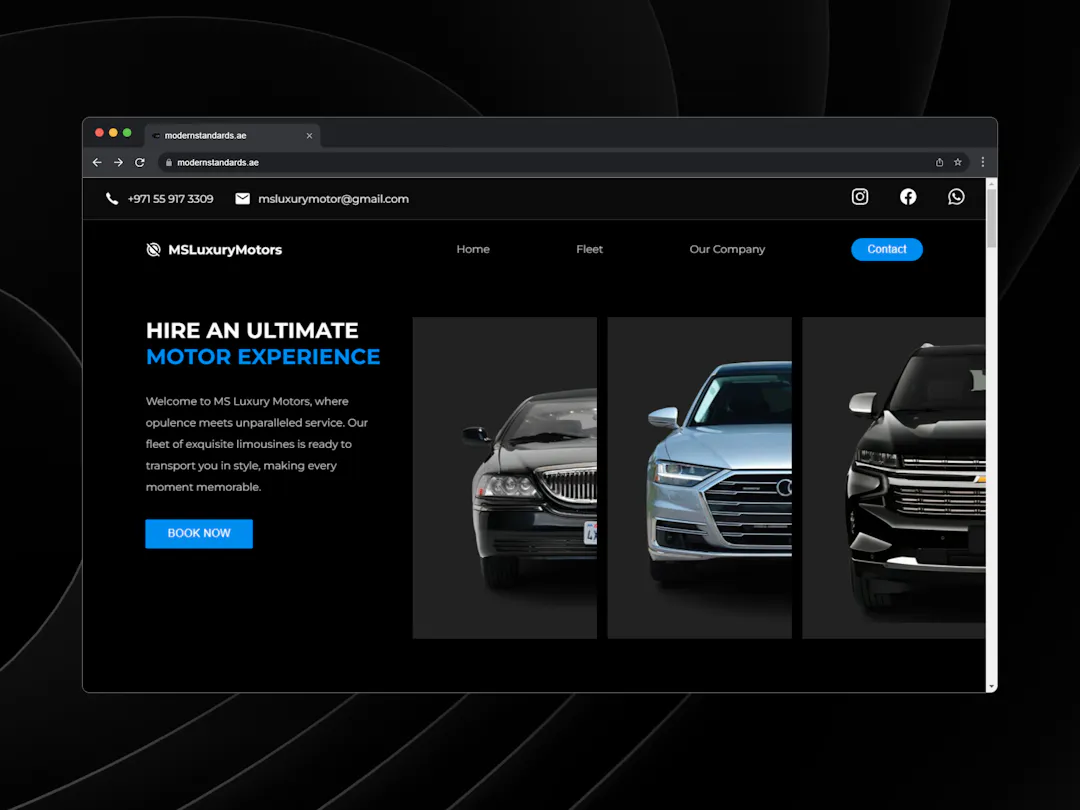 modernstandards.ae
modernstandards.ae
+971 55 917 3309 msluxurymotor@gmail.com
MSLuxuryMotors Home Fleet Our Company Contact
HIRE AN ULTIMATE
MOTOR EXPERIENCE
Welcome to MS Luxury Motors, where
opulence meets unparalleled service. Our
fleet of exquisite limousines is ready to
transport you in style, making every
moment memorable.
BOOK NOW